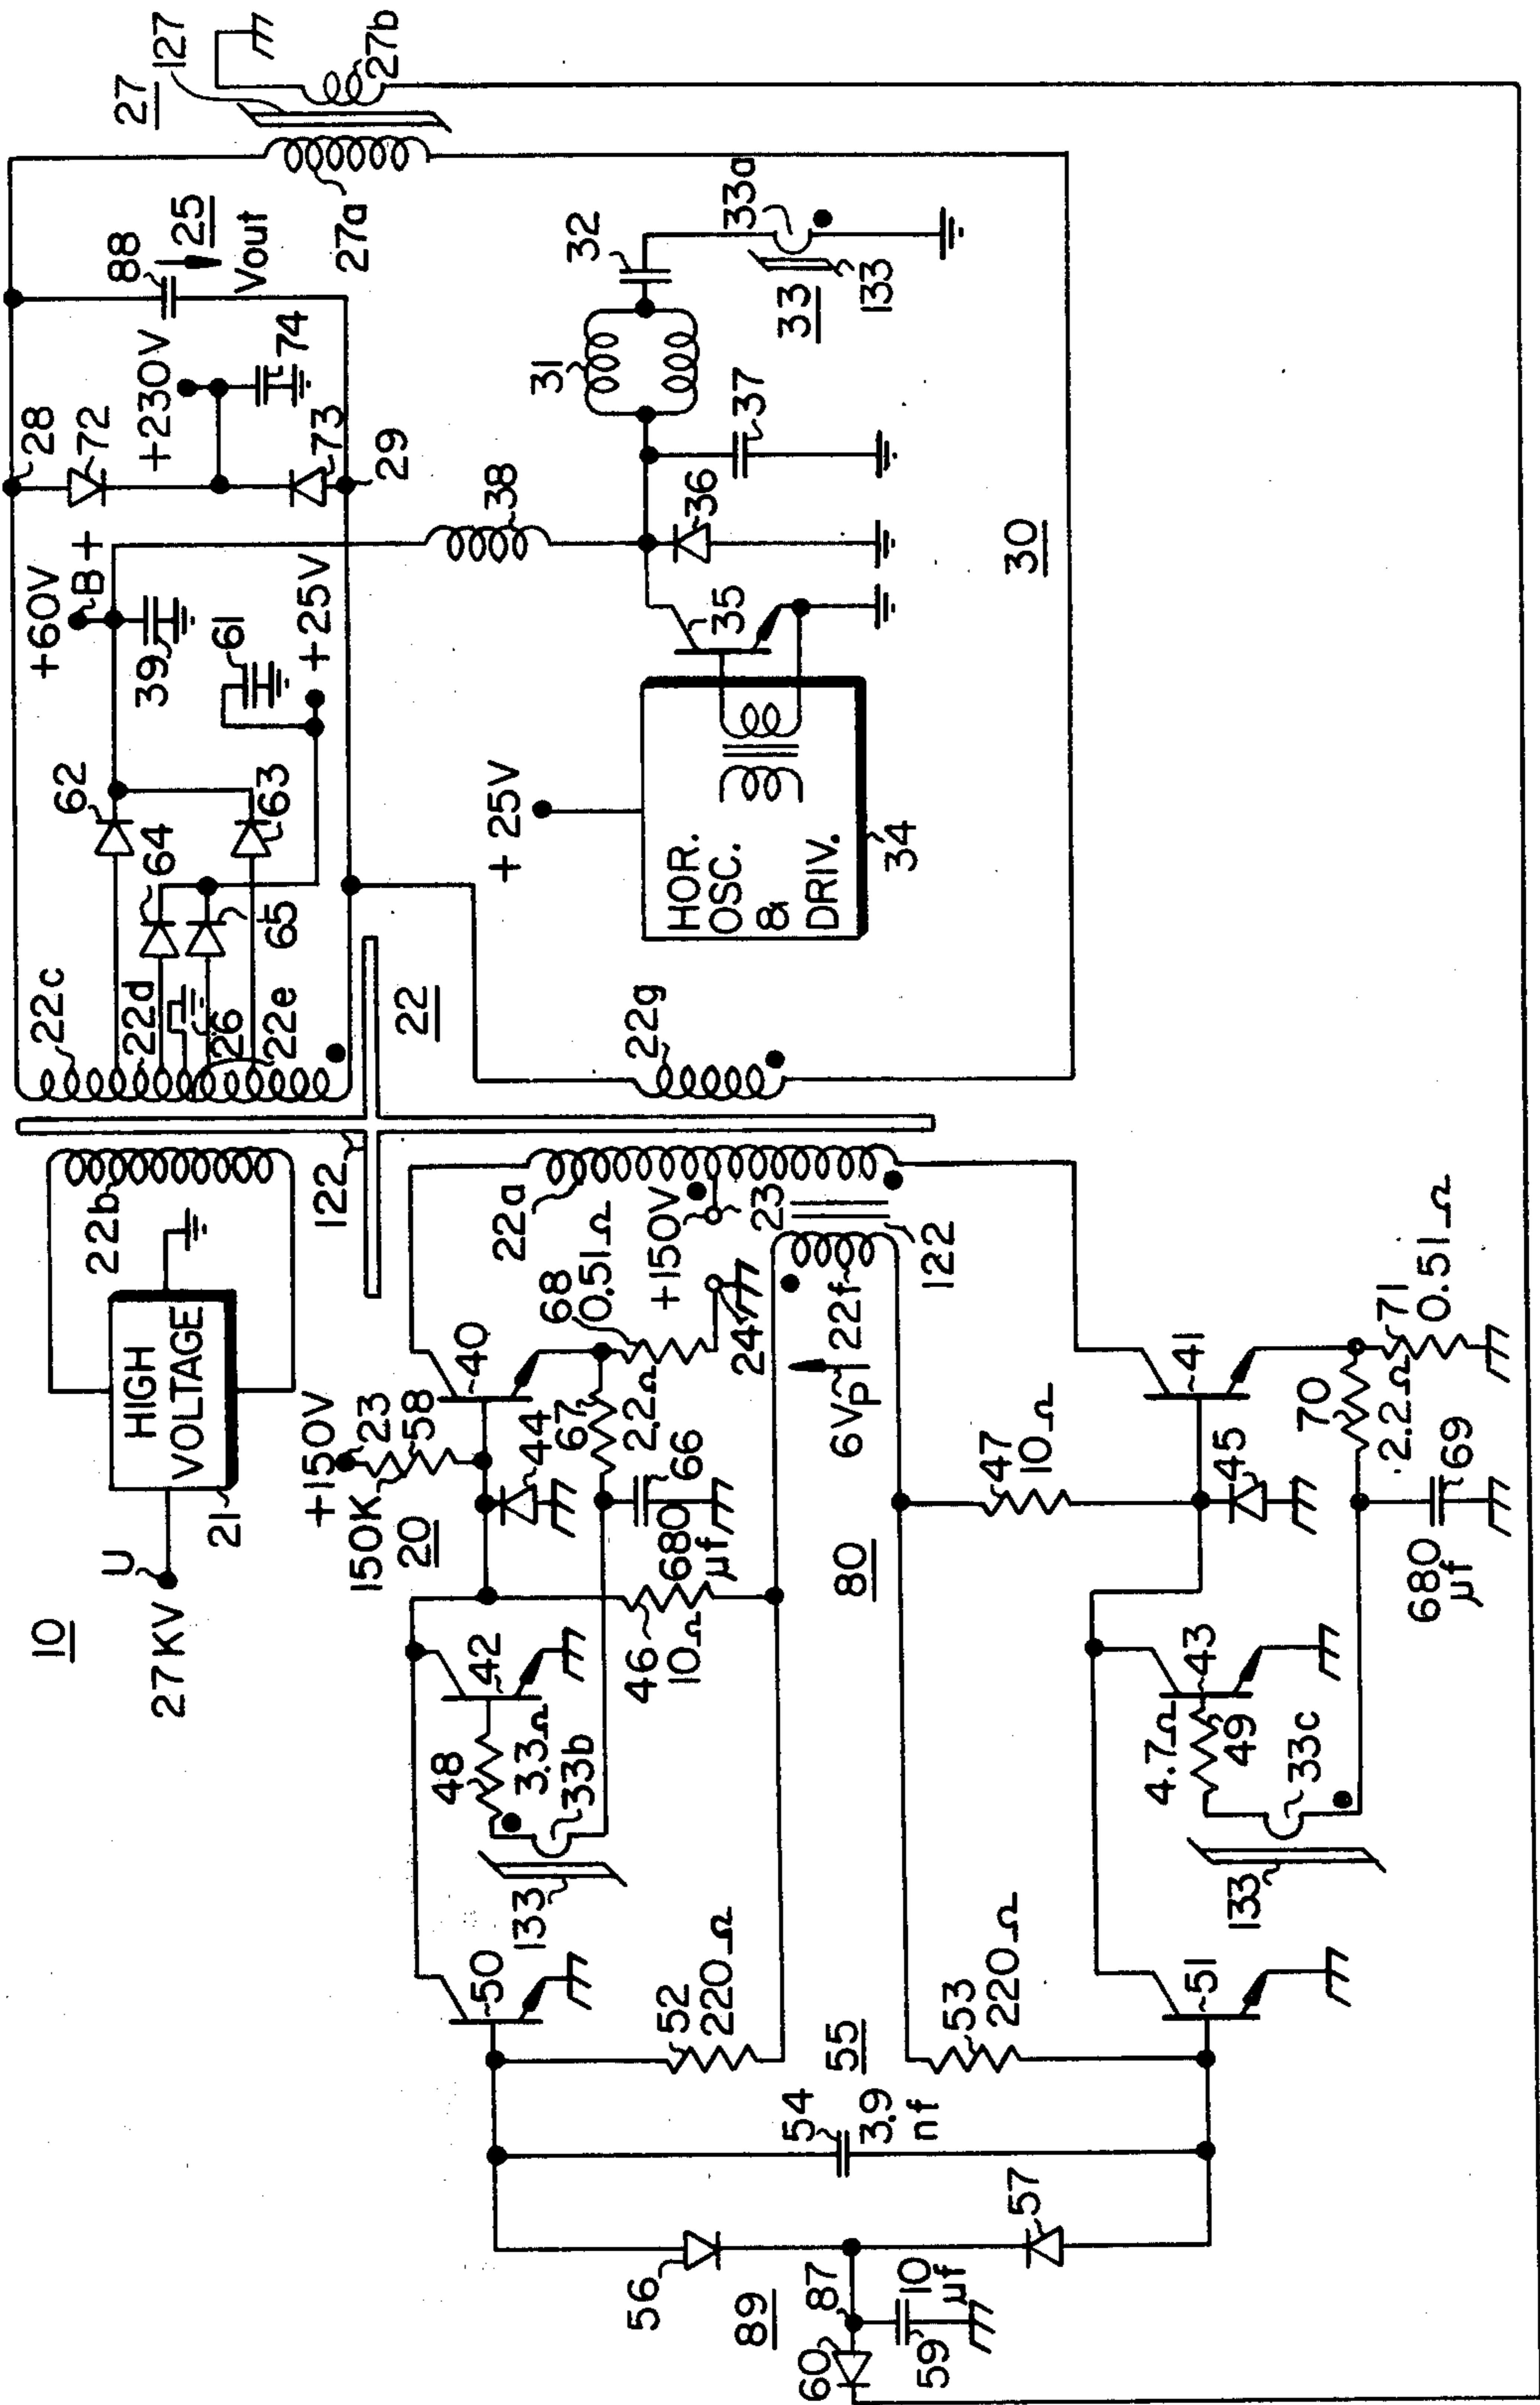 10
27KV
U
21
HIGH
VOLTAGE
22b
122
22c
22d
26
22e
64
65
62
63
+60V
B+
39
61
+25V
28
72
+230V
73
29
74
88
25
Vout
27
127
27a
27b
22
22g
38
+25V
HOR.
OSC.
&
DRIV.
34
35
36
37
31
32
33
33a
133
30
+150V
23
150K
58
20
40
44
67
2.2Ω
68
0.51Ω
66
680
μf
22a
+150V
23
24
22f
6Vp
122
42
46
10Ω
48
3.3Ω
33b
133
50
52
220Ω
80
47
10Ω
41
45
70
2.2Ω
71
0.51Ω
69
680
μf
43
4.7Ω
49
33c
133
51
53
220Ω
55
54
3.9
nf
56
57
89
87
10
μf
59
60